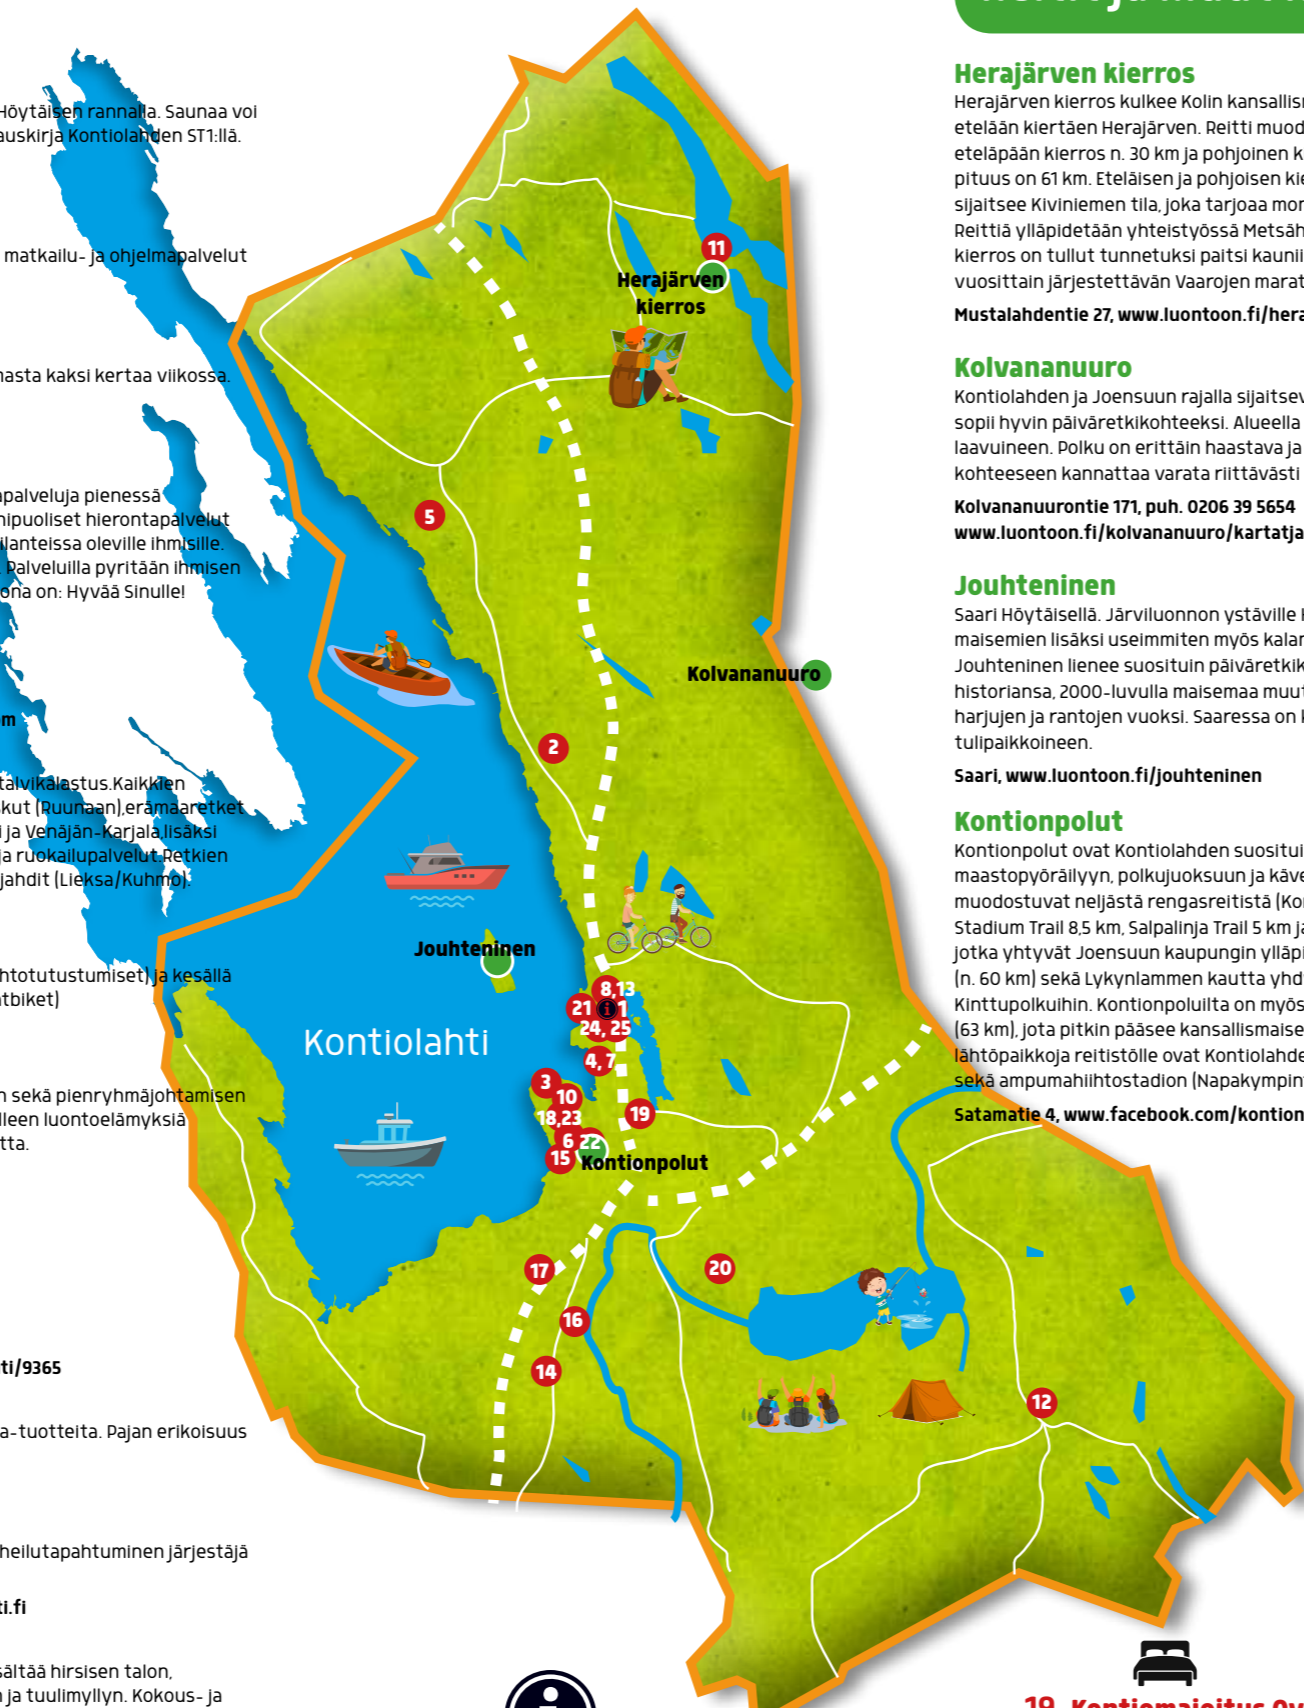 Höytäisen rannalla. Saunaa voi
auskirja Kontiolahden ST1:llä.
matkailu- ja ohjelmapalvelut
nasta kaksi kertaa viikossa.
apalveluja pienessä
nipuoliset hierontapalvelut
ilanteissa oleville ihmisille.
Palveluilla pyritään ihmisen
ona on: Hyvää Sinulle!
om
talvikalastus.Kaikkien
skut (Ruunaan),erämaaretket
i ja Venäjän-Karjala,lisäksi
ja ruokailupalvelut.Retkien
jahdit (Lieksa/Kuhmo).
htotutustumiset) ja kesällä
atbiket)
n sekä pienryhmäjohtamisen
lleen luontoelämyksiä
tta.
ti/9365
a-tuotteita. Pajan erikoisuus
heilutapahtuminen järjestäjä
ti.fi
sältää hirsisen talon,
n ja tuulimyllyn. Kokous- ja
11
Herajärven
kierros
5
Kolvananuuro
2
Jouhteninen
Kontiolahti
8,13
21
i
1
24, 25
4, 7
3
10
18,23
19
6
22
15
Kontionpolut
17
20
16
14
12
Herajärven kierros
Herajärven kierros kulkee Kolin kansallism
etelään kiertäen Herajärven. Reitti muod
eteläpään kierros n. 30 km ja pohjoinen k
pituus on 61 km. Eteläisen ja pohjoisen kie
sijaitsee Kiviniemen tila, joka tarjoaa mon
Reittiä ylläpidetään yhteistyössä Metsäh
kierros on tullut tunnetuksi paitsi kaunii
vuosittain järjestettävän Vaarojen marat
Mustalahdentie 27, www.luontoon.fi/hera
Kolvananuuro
Kontiolahden ja Joensuun rajalla sijaitsev
sopii hyvin päiväretkikohteeksi. Alueella
laavuineen. Polku on erittäin haastava ja
kohteeseen kannattaa varata riittävästi
Kolvananuurontie 171, puh. 0206 39 5654
www.luontoon.fi/kolvananuuro/kartatja
Jouhteninen
Saari Höytäisellä. Järviluonnon ystäville
maisemien lisäksi useimmiten myös kalan
Jouhteninen lienee suosituin päiväretkik
historiansa, 2000-luvulla maisemaa muut
harjujen ja rantojen vuoksi. Saaressa on
tulipaikkoineen.
Saari, www.luontoon.fi/jouhteninen
Kontionpolut
Kontionpolut ovat Kontiolahden suositui
maastopyöräilyyn, polkujuoksuun ja käve
muodostuvat neljästä rengasreitistä (Kon
Stadium Trail 8,5 km, Salpalinja Trail 5 km ja
jotka yhtyvät Joensuun kaupungin ylläpi
(n. 60 km) sekä Lykynlammen kautta yhd
Kinttupolkuihin. Kontionpoluilta on myös
(63 km), jota pitkin pääsee kansallismaise
lähtöpaikkoja reitistölle ovat Kontiolahde
sekä ampumahiihtostadion (Napakympint
Satamatie 4, www.facebook.com/kontion
19. Kontiomajoitus Oy